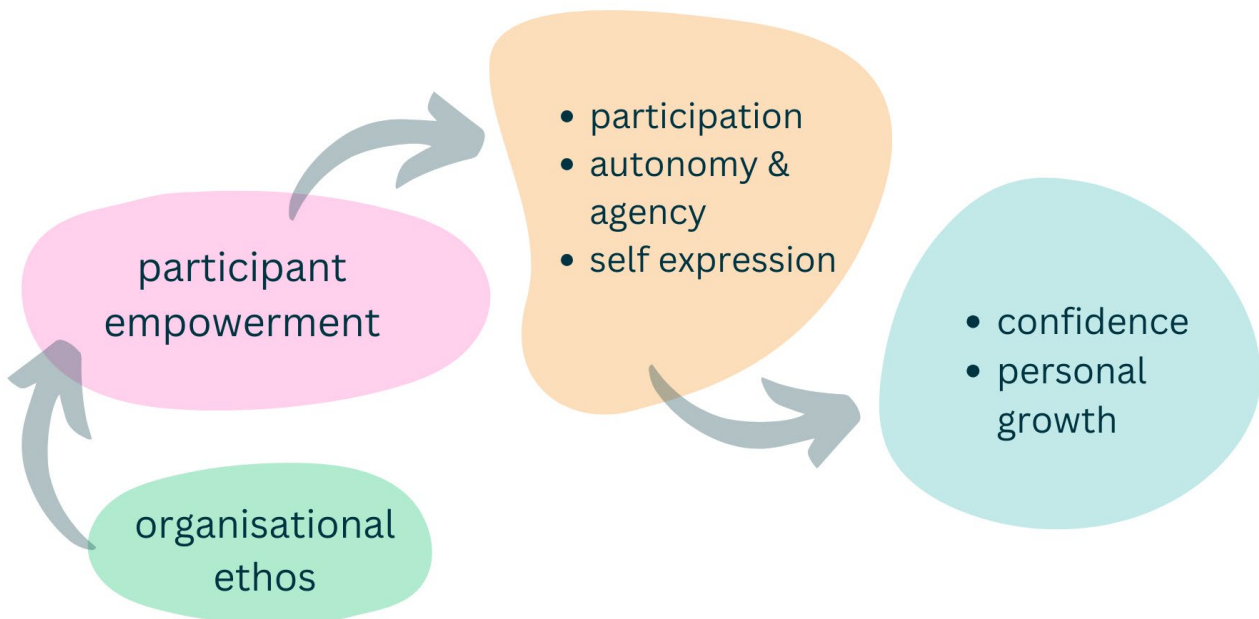 organisational
ethos
participant
empowerment
• participation
• autonomy &
agency
• self expression
• confidence
• personal
growth